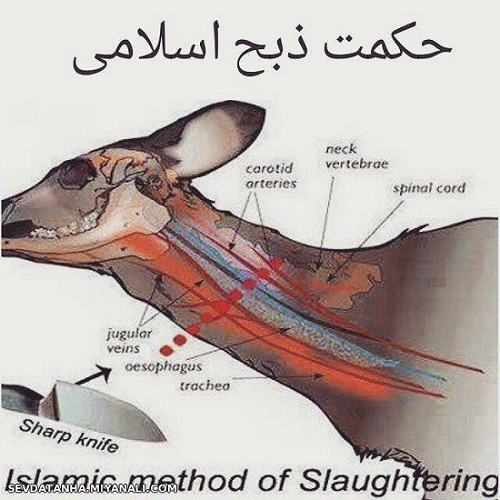 حکمت ذبح اسلامی
carotid
arteries
neck
vertebrae
spinal cord
jugular
veins
oesophagus
trachea
Sharp knife
Islamic method of Slaughtering
SEVDATANHA.MIYANALI.COM